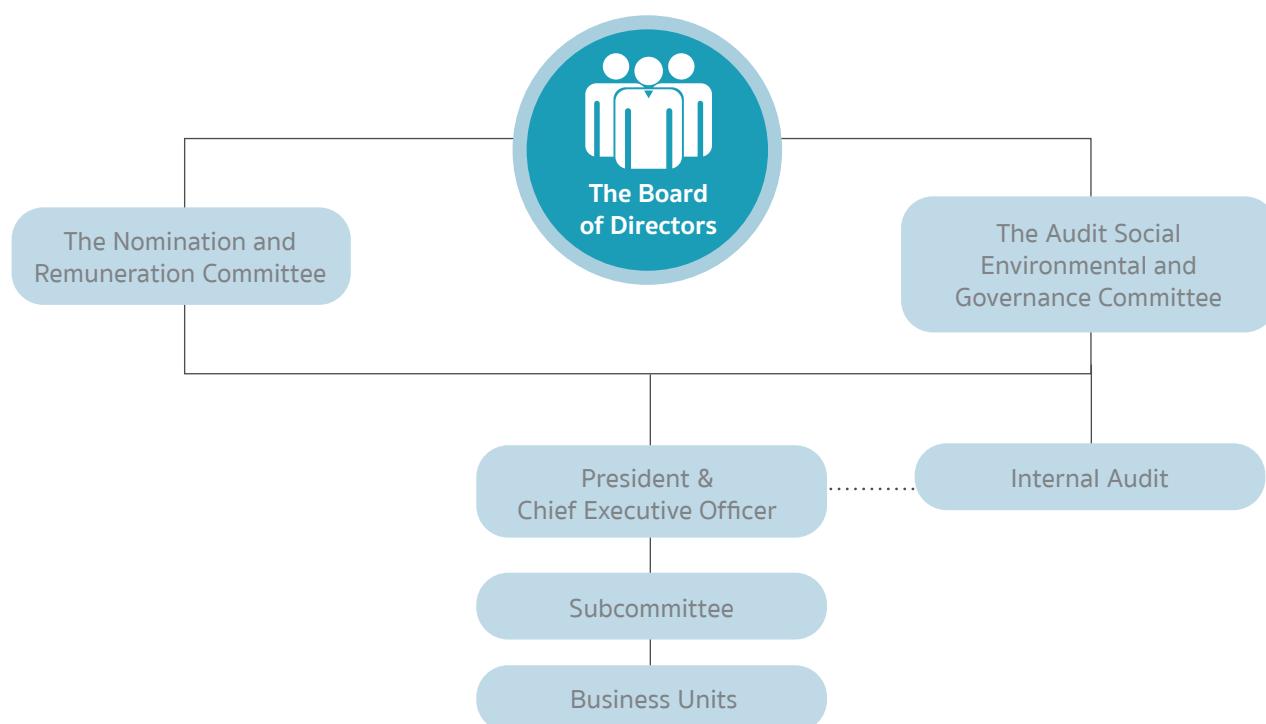 The Board
of Directors
The Nomination and
Remuneration Committee
The Audit Social
Environmental and
Governance Committee
President &
Chief Executive Officer
Internal Audit
Subcommittee
Business Units